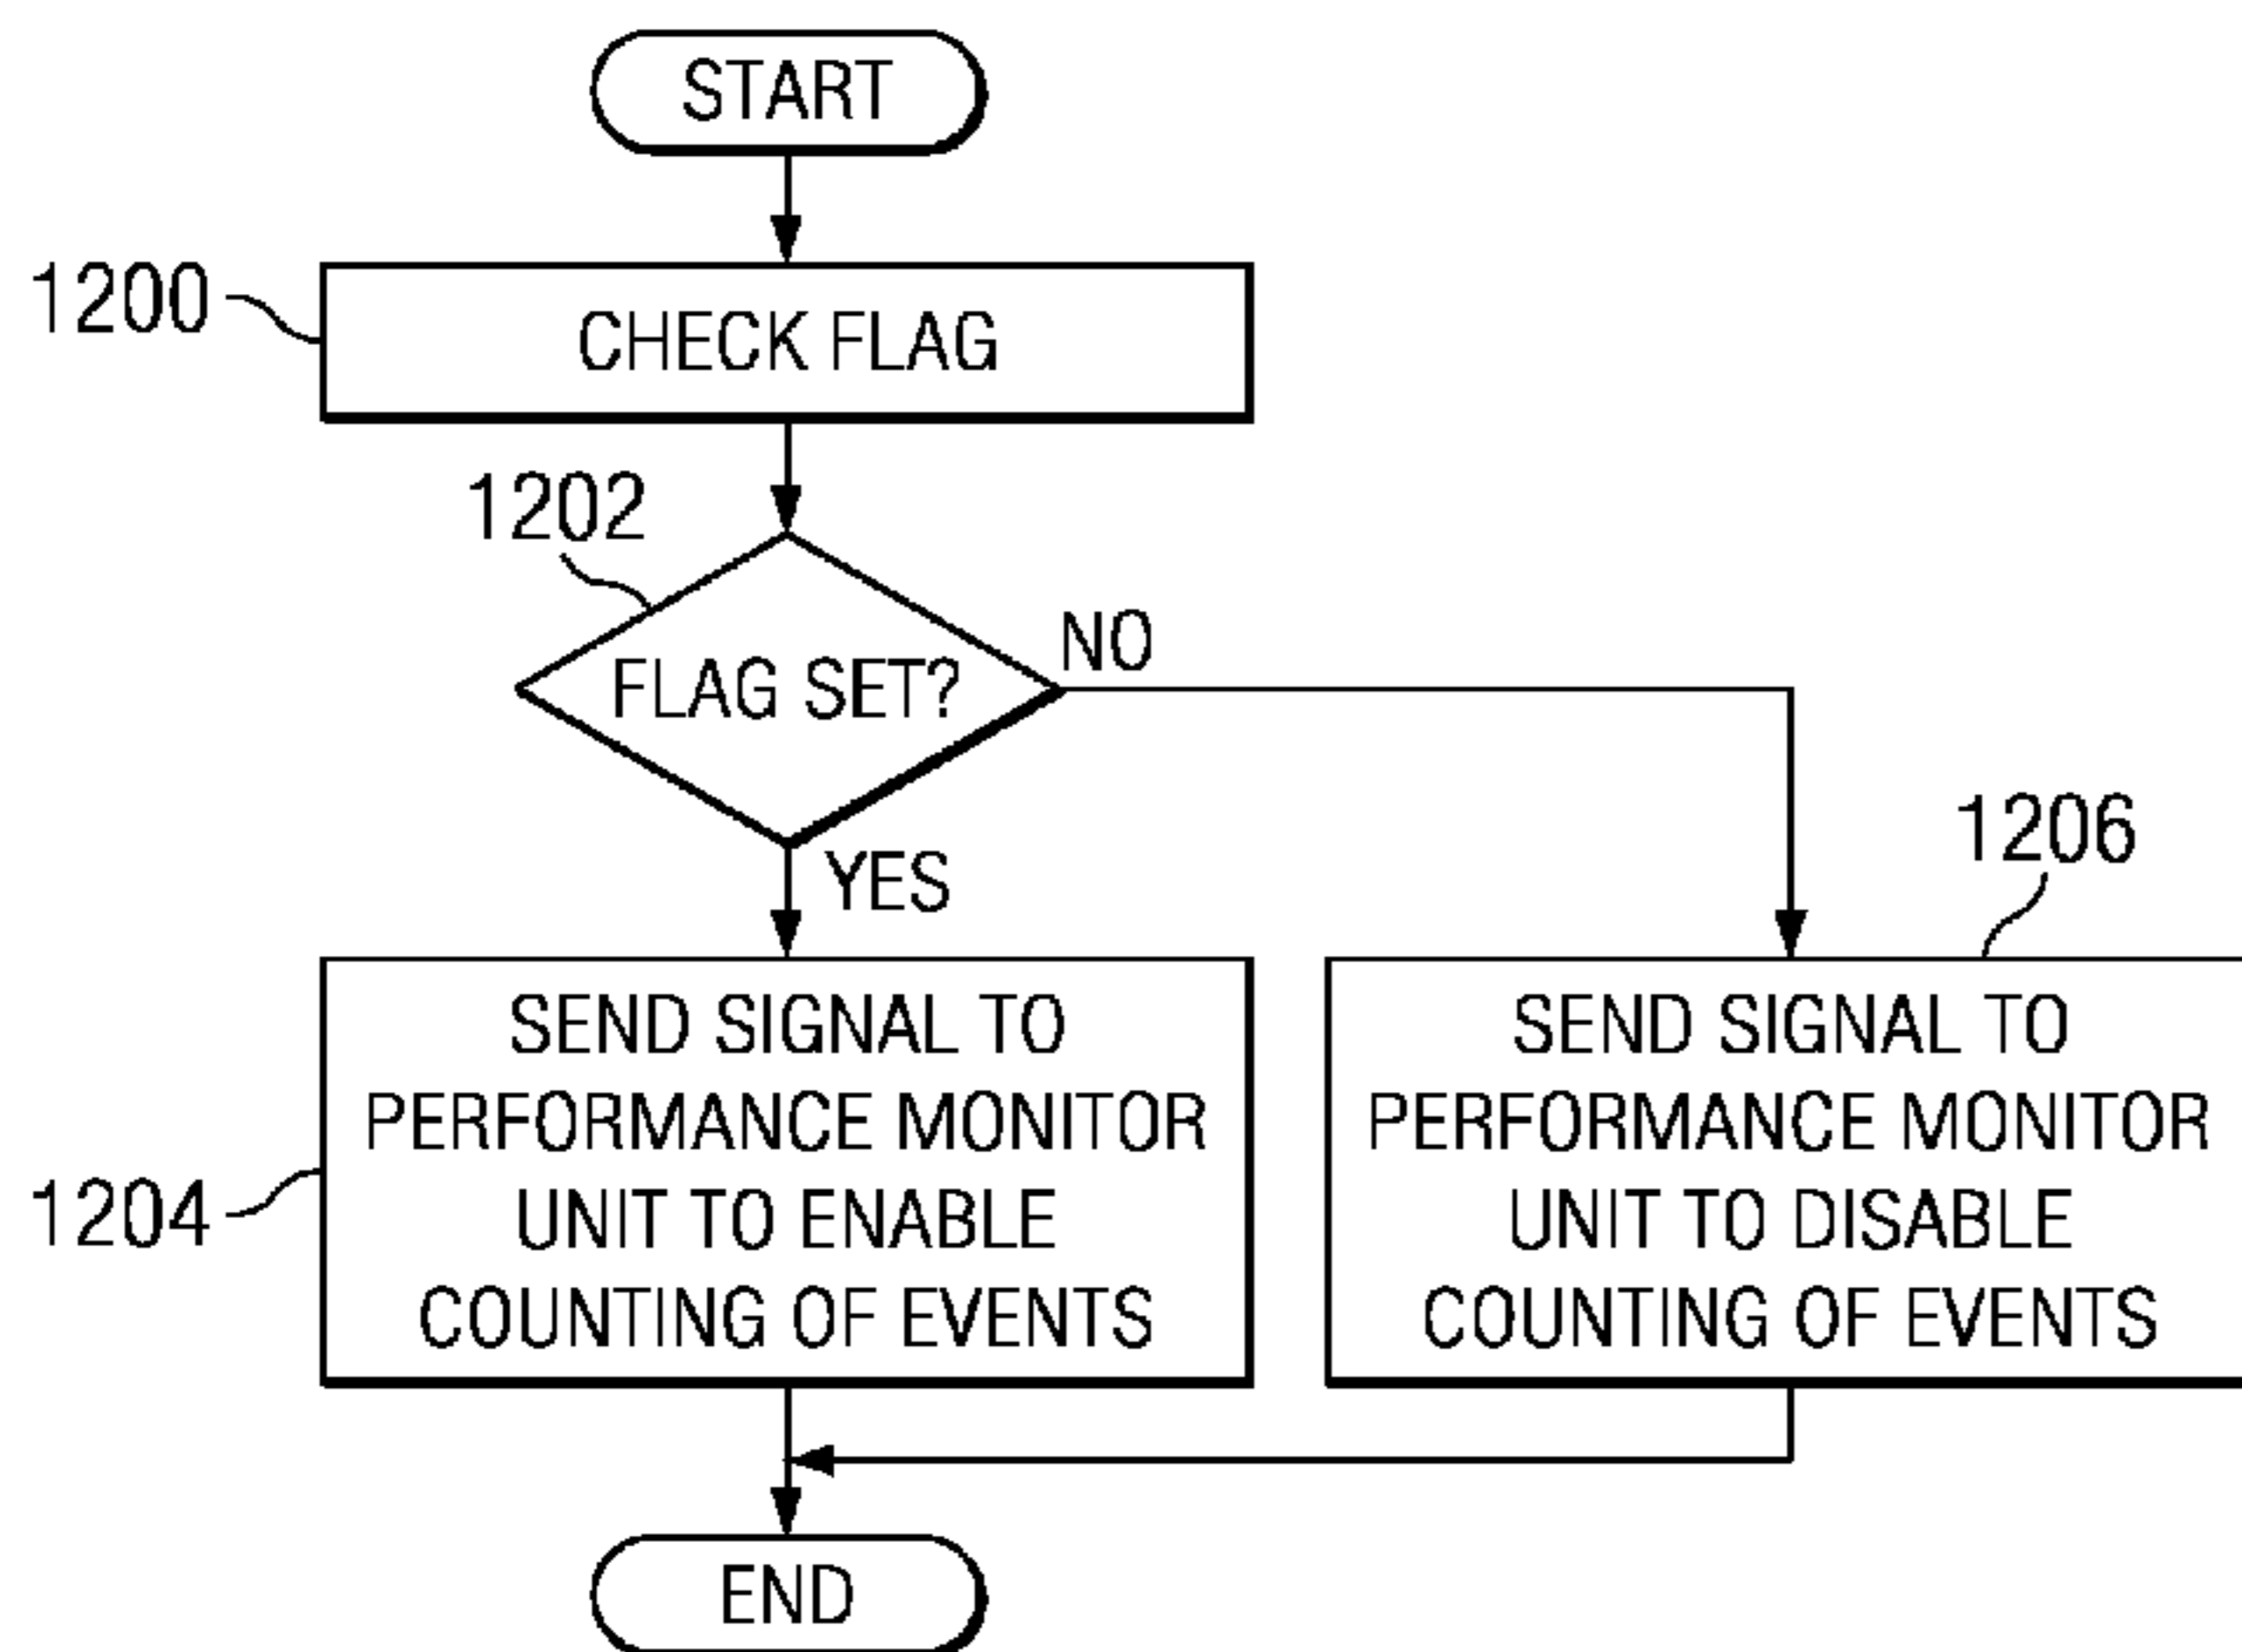 START
1200
CHECK FLAG
1202
FLAG SET?
NO
YES
1206
1204
SEND SIGNAL TO
PERFORMANCE MONITOR
UNIT TO ENABLE
COUNTING OF EVENTS
SEND SIGNAL TO
PERFORMANCE MONITOR
UNIT TO DISABLE
COUNTING OF EVENTS
END